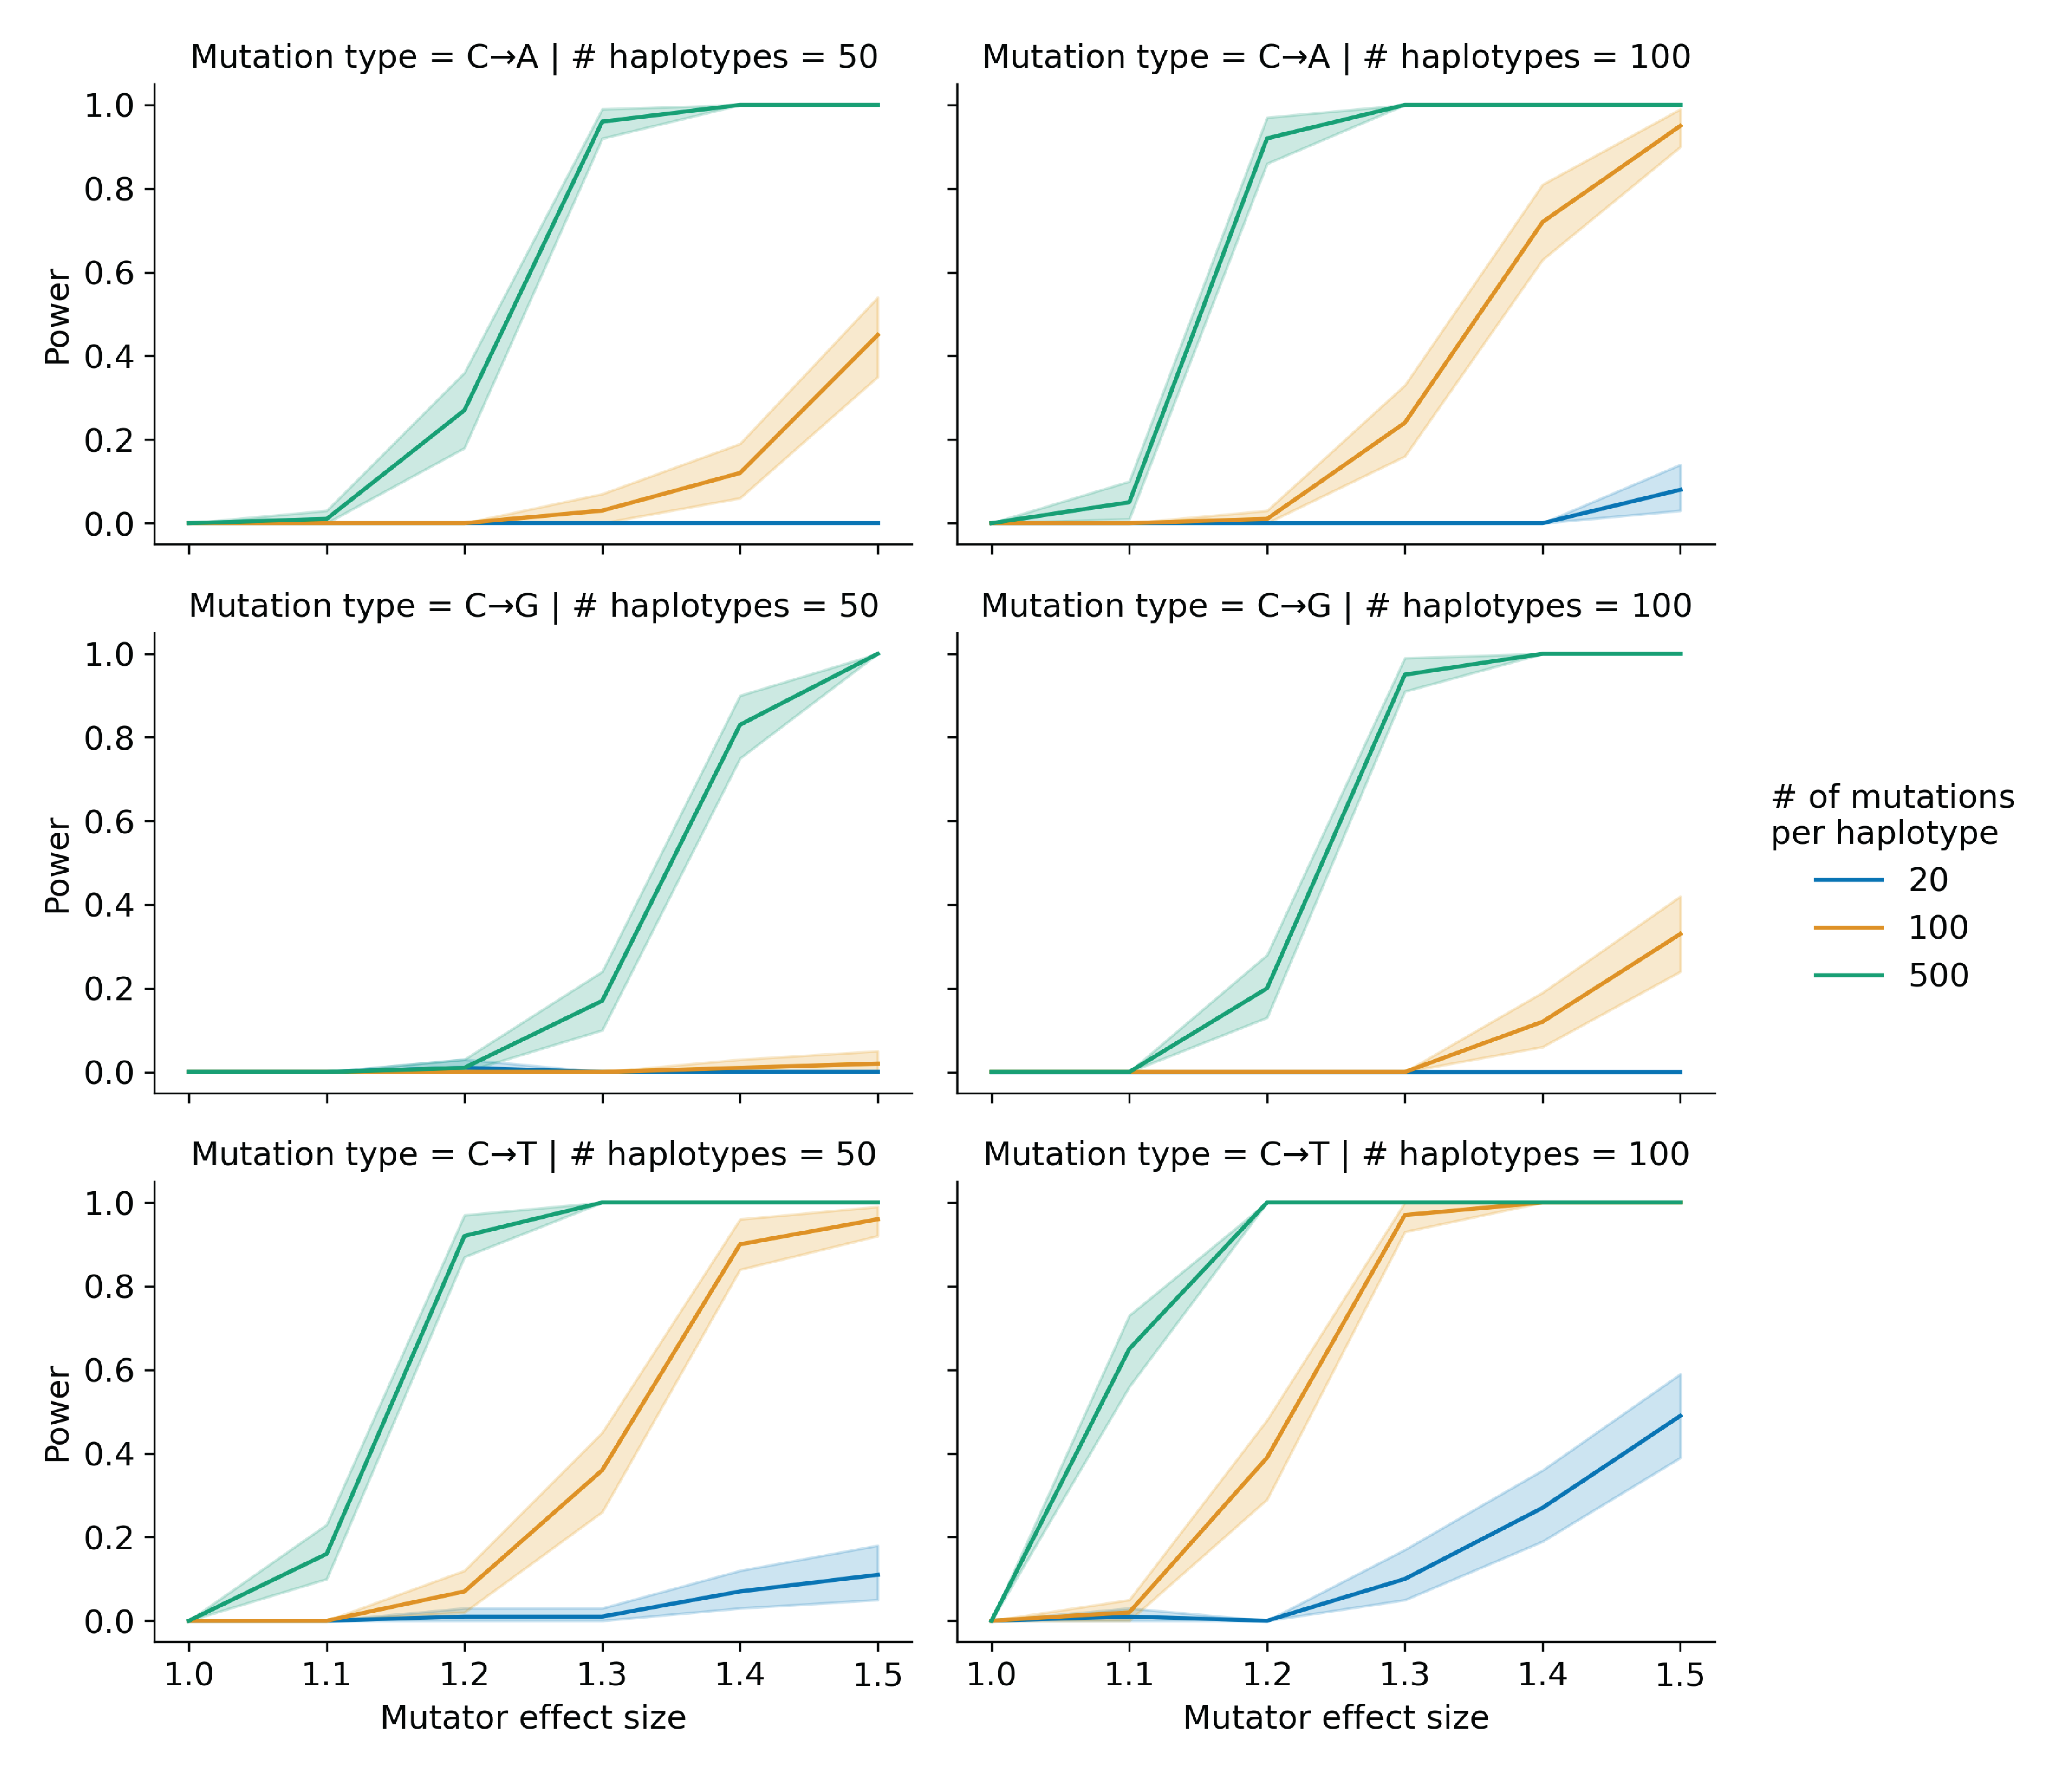 Mutation type = C→A | # haplotypes = 50
Mutation type = C→A | # haplotypes = 100
1.0
0.8
0.6
0.4
0.2
0.0
Power
Mutation type = C→G | # haplotypes = 50
Mutation type = C→G | # haplotypes = 100
1.0
0.8
0.6
0.4
0.2
0.0
Power
# of mutations
per haplotype
20
100
500
Mutation type = C→T | # haplotypes = 50
Mutation type = C→T | # haplotypes = 100
1.0
0.8
0.6
0.4
0.2
0.0
Power
1.0 1.1 1.2 1.3 1.4 1.5
1.0 1.1 1.2 1.3 1.4 1.5
Mutator effect size
Mutator effect size